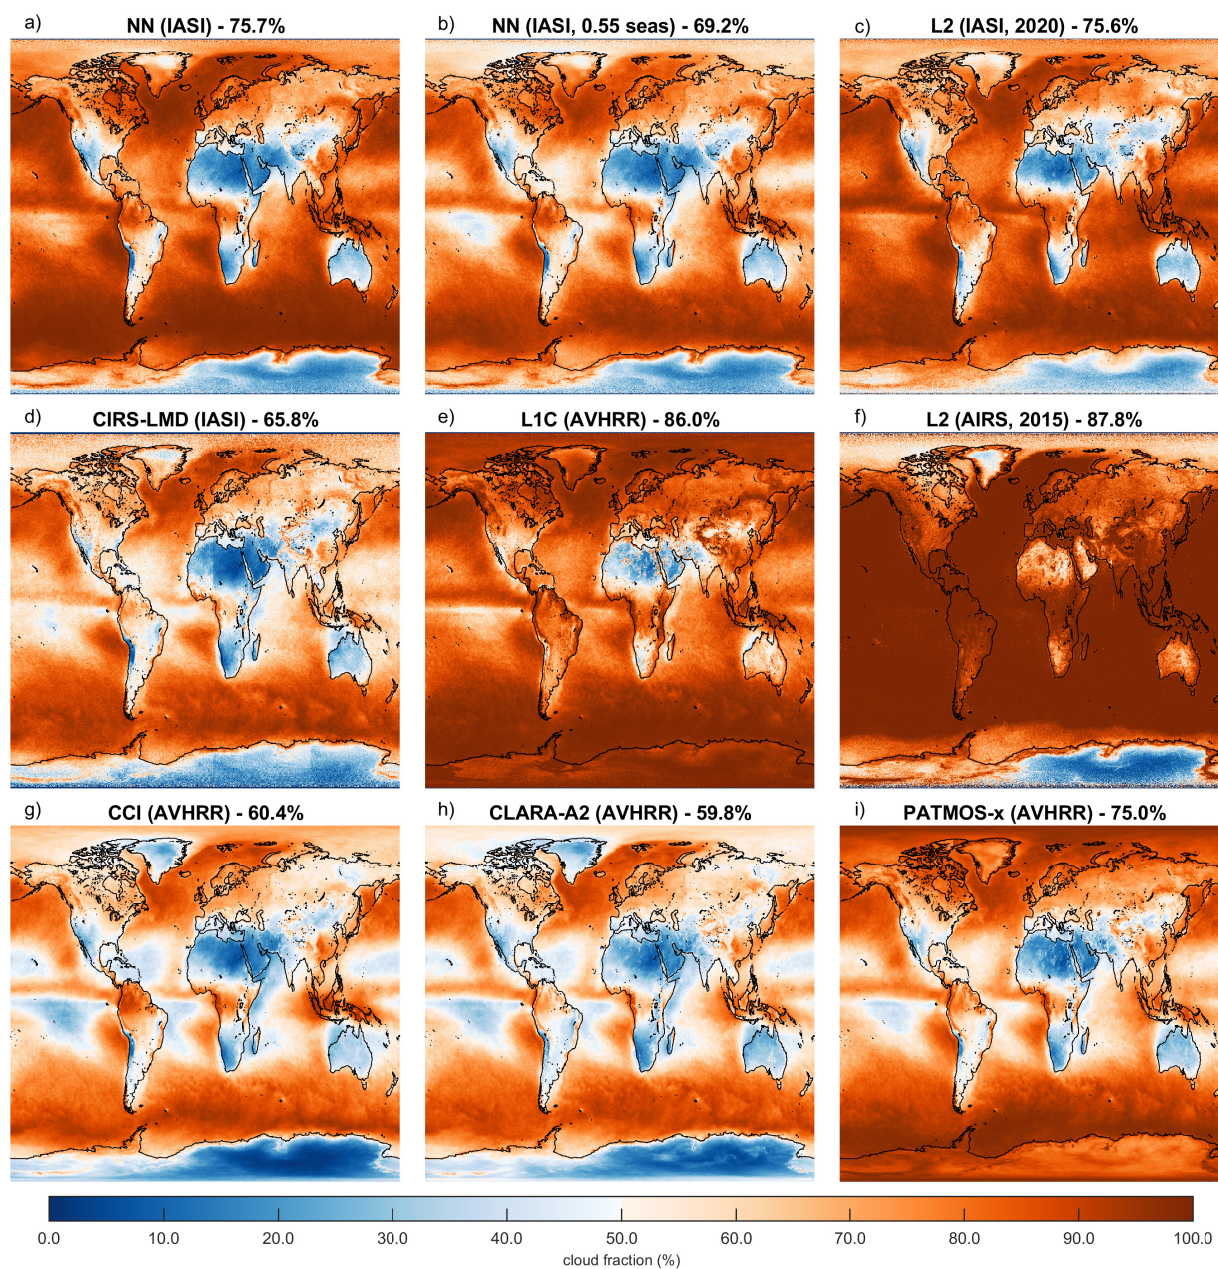 a) NN (IASI) - 75.7%
b) NN (IASI, 0.55 seas) - 69.2%
c) L2 (IASI, 2020) - 75.6%
d) CIRS-LMD (IASI) - 65.8%
e) L1C (AVHRR) - 86.0%
f) L2 (AIRS, 2015) - 87.8%
g) CCI (AVHRR) - 60.4%
h) CLARA-A2 (AVHRR) - 59.8%
i) PATMOS-x (AVHRR) - 75.0%
0.0 10.0 20.0 30.0 40.0 50.0 60.0 70.0 80.0 90.0 100.0
cloud fraction (%)